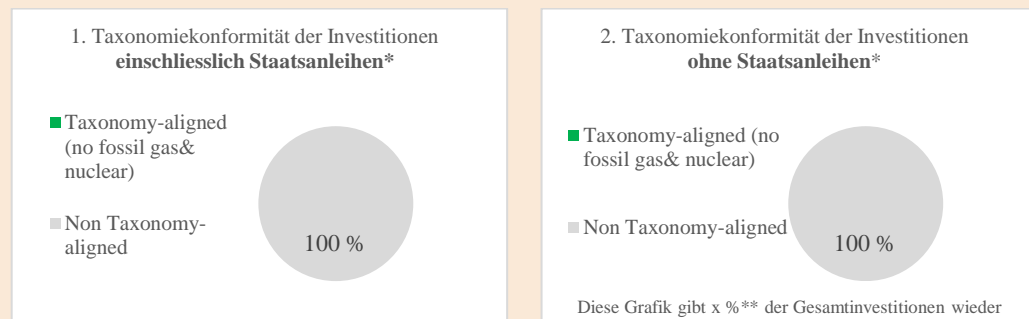 1. Taxonomiekonformität der Investitionen
einschliesslich Staatsanleihen*
Taxonomy-aligned
(no fossil gas&
nuclear)
Non Taxonomy-
aligned
100 %
2. Taxonomiekonformität der Investitionen
ohne Staatsanleihen*
Taxonomy-aligned (no
fossil gas& nuclear)
Non Taxonomy-aligned
100 %
Diese Grafik gibt x %** der Gesamtinvestitionen wieder